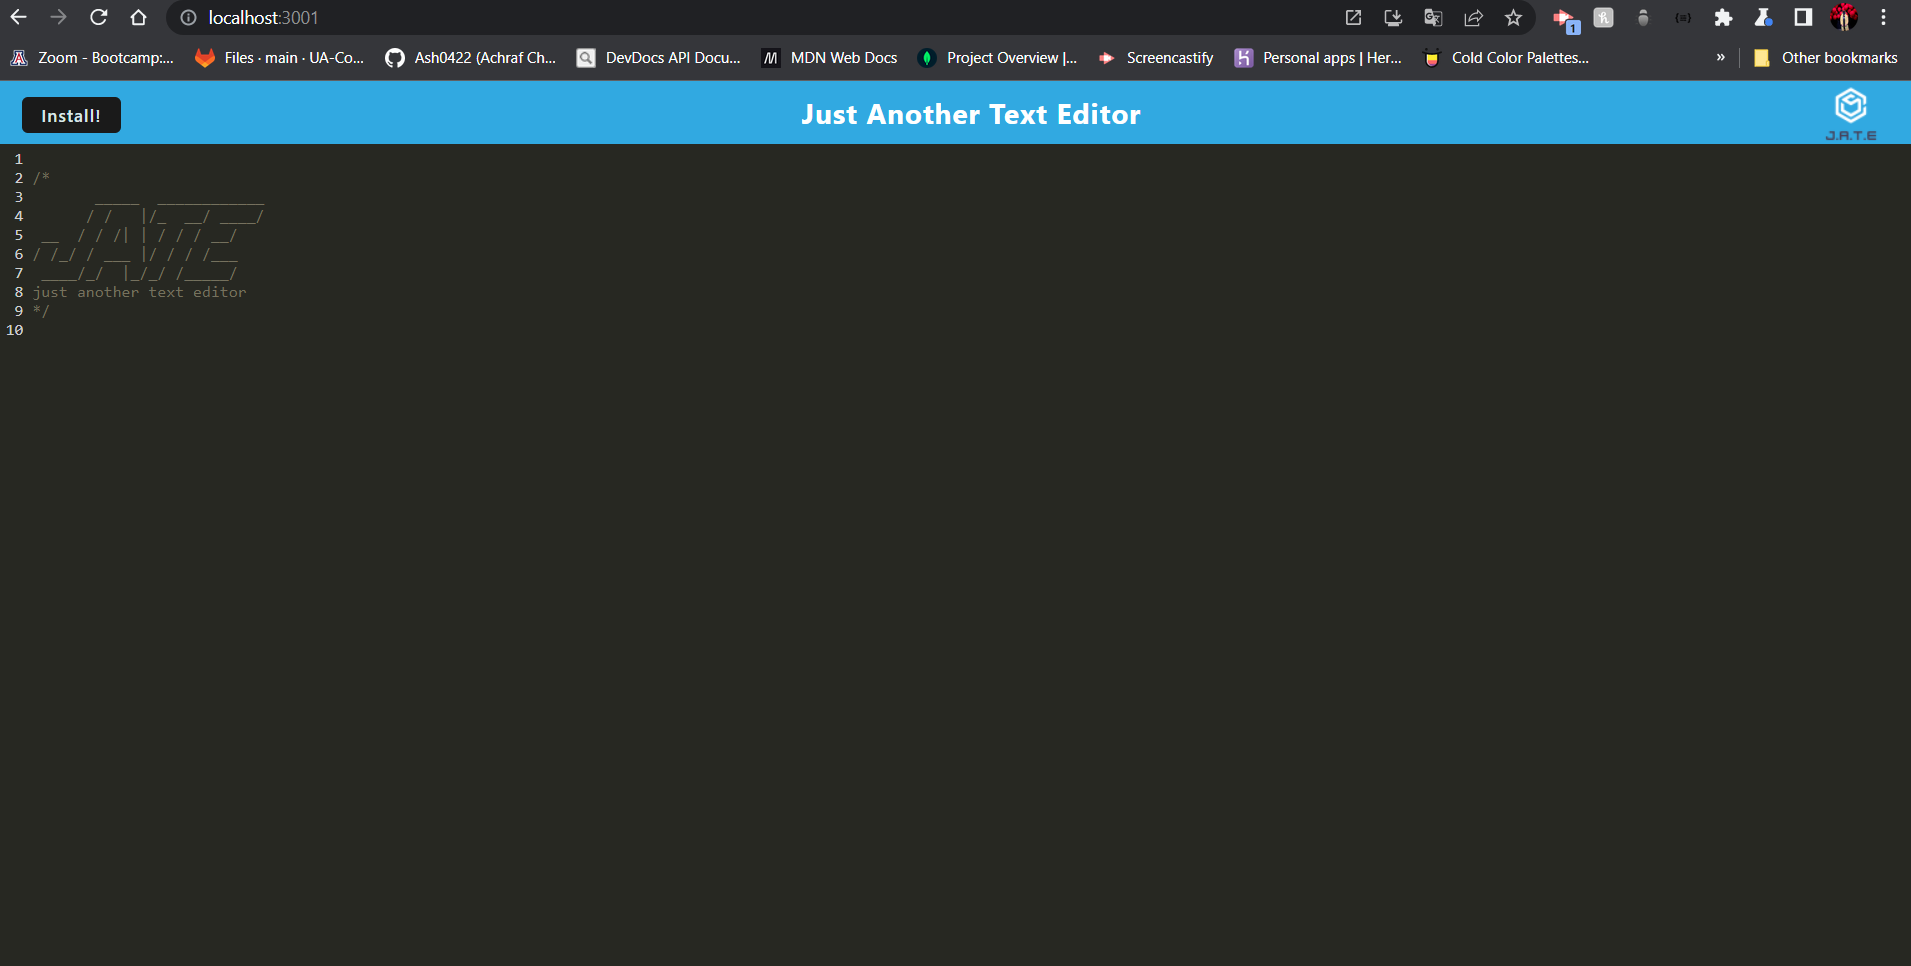 localhost:3001
1
Zoom - Bootcamp:... Files · main · UA-Co... Ash0422 (Achraf Ch... DevDocs API Docu... MDN Web Docs Project Overview |... Screencastify Personal apps | Her... Cold Color Palettes... » Other bookmarks
Install! Just Another Text Editor J.A.T.E
1
2 /*
3        _____  ____________
4       / /   |/_  __/ ____/
5  __  / / /| | / / / __/
6 / /_/ / ___ |/ / / /___
7  ____/_/  |_/_/ /_____/
8 just another text editor
9 */
10